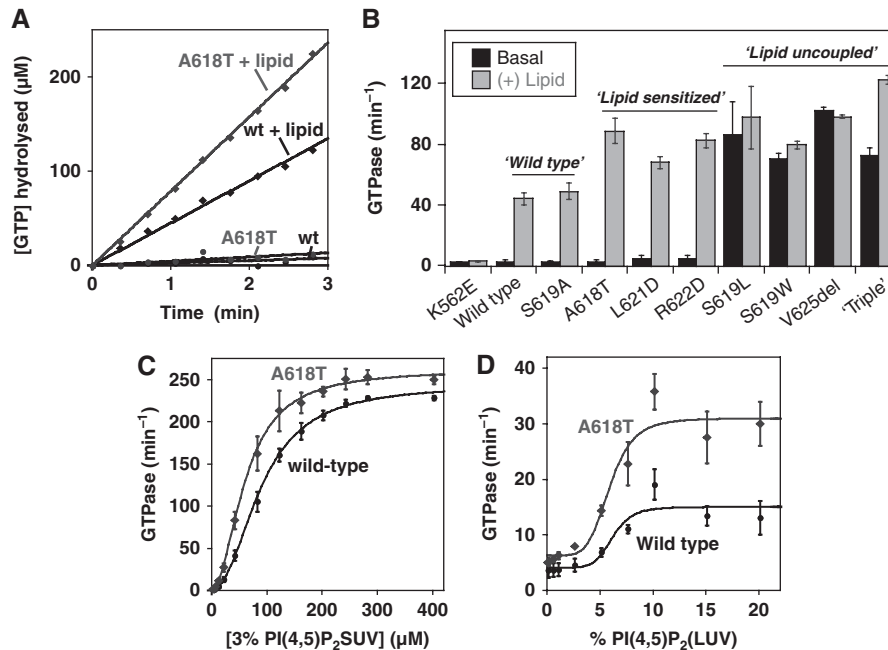 A
[GTP] hydrolysed (µM)
200
100
0
0
1
2
3
Time (min)
A618T + lipid
wt + lipid
A618T
wt
B
GTPase (min⁻¹)
120
80
40
0
Basal
(+) Lipid
'Wild type'
'Lipid sensitized'
'Lipid uncoupled'
K562E
Wild type
S619A
A618T
L621D
R622D
S619L
S619W
V625del
'Triple'
C
GTPase (min⁻¹)
250
200
150
100
50
0
0
100
200
300
400
[3% PI(4,5)P₂SUV] (µM)
A618T
wild-type
D
GTPase (min⁻¹)
40
30
20
10
0
0
5
10
15
20
% PI(4,5)P₂(LUV)
A618T
Wild type